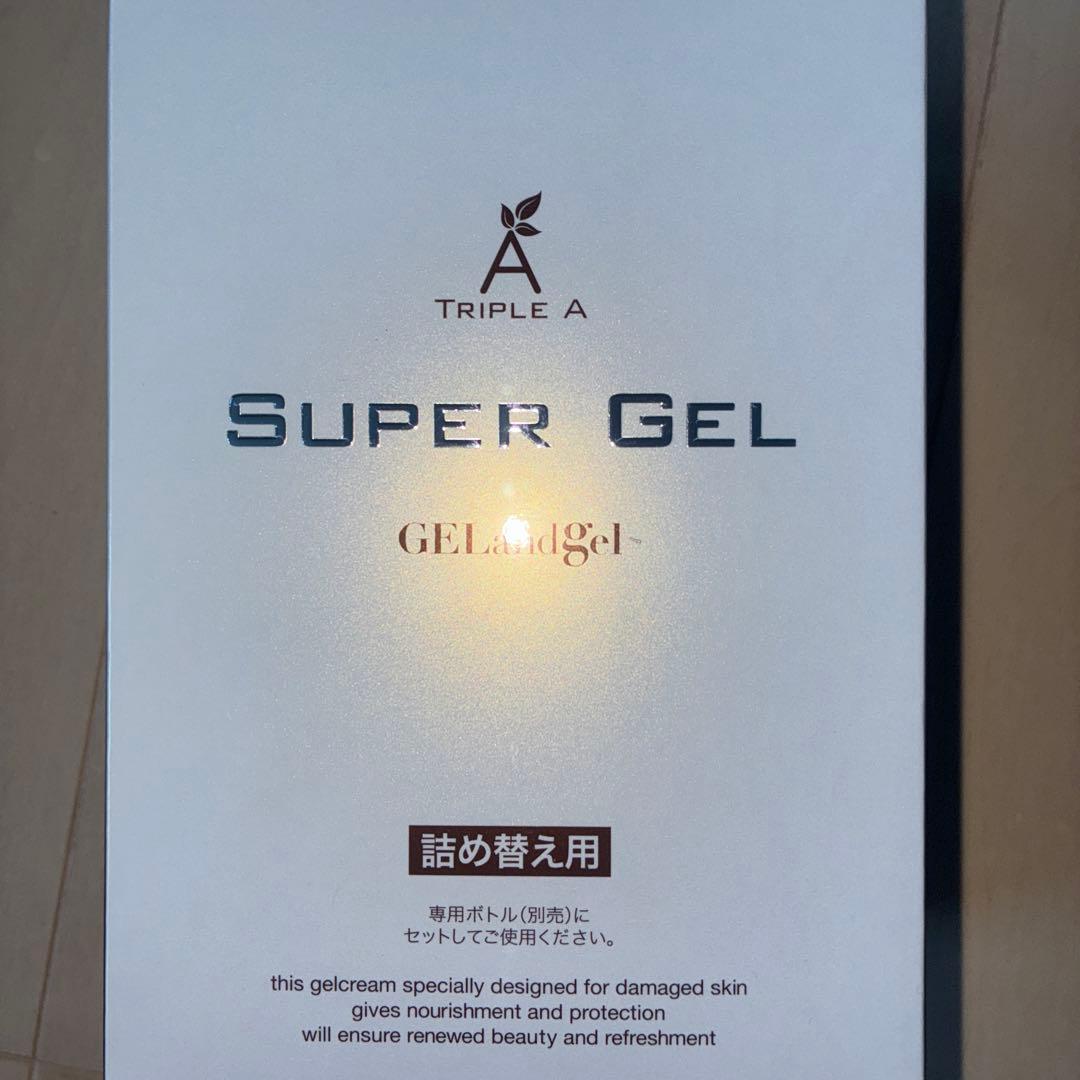 A
TRIPLE A
SUPER GEL
GELandgel
詰め替え用
専用ボトル(別売)に
セットしてご使用ください。
this gelcream specially designed for damaged skin
gives nourishment and protection
will ensure renewed beauty and refreshment